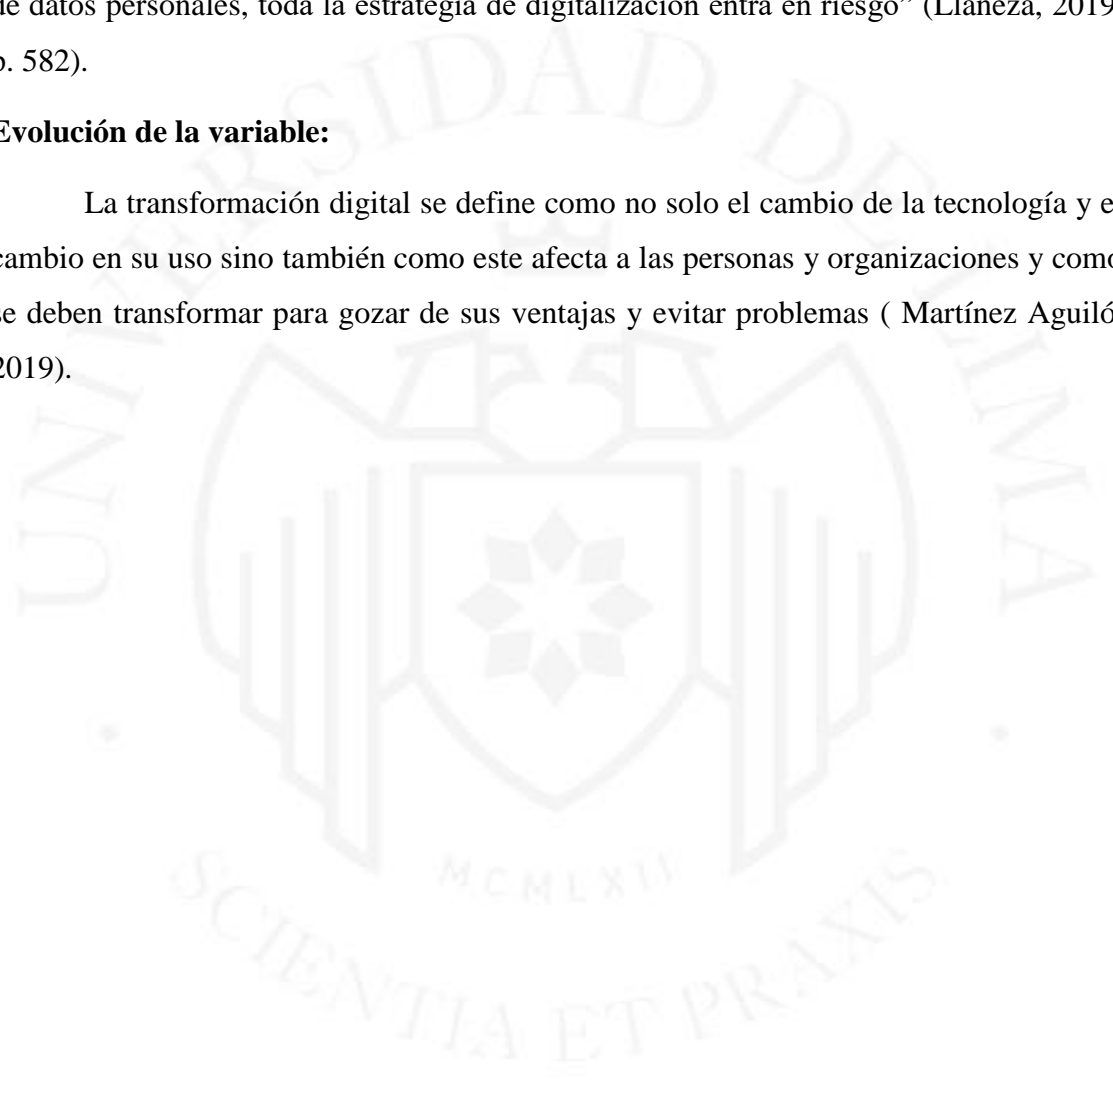 de datos personales, toda la estrategia de digitalización entra en riesgo” (Llaneza, 2019
p. 582).
Evolución de la variable:
La transformación digital se define como no solo el cambio de la tecnología y e
cambio en su uso sino también como este afecta a las personas y organizaciones y como
se deben transformar para gozar de sus ventajas y evitar problemas ( Martínez Aguiló
2019).
UNIVERSIDAD DE LIMA
MCMLXII
SCIENTIA ET PRAXIS